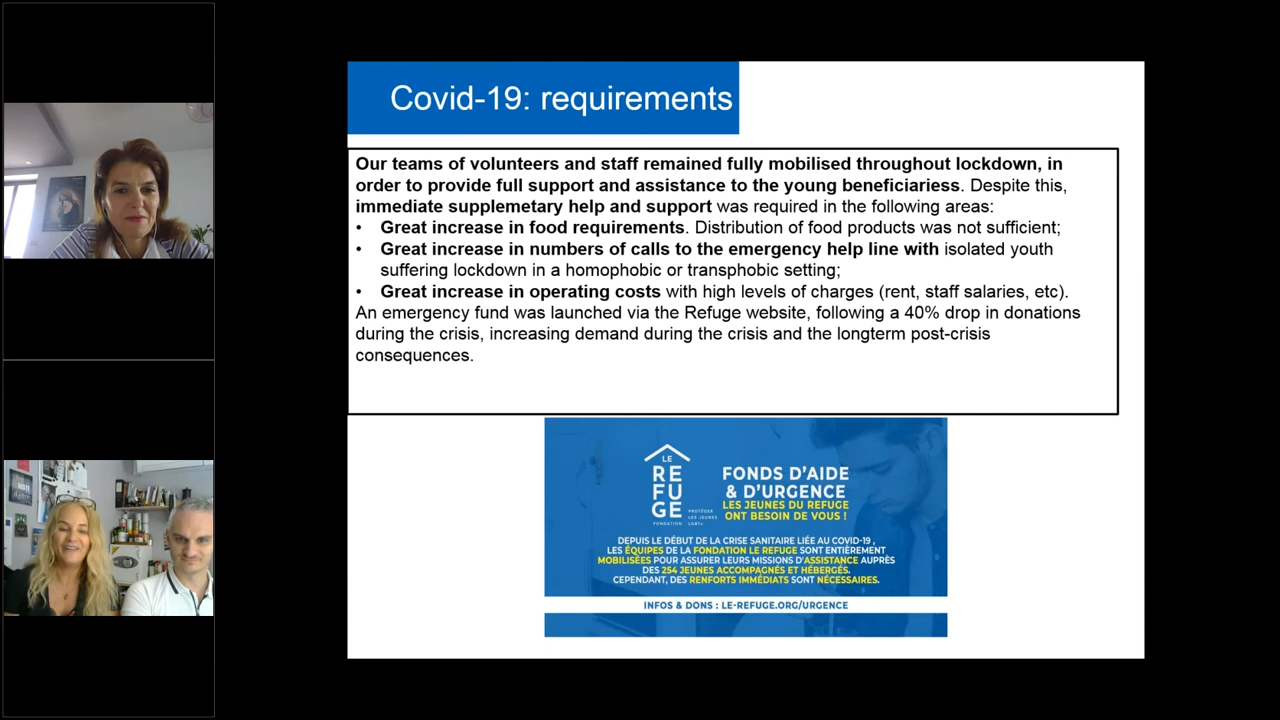 Covid-19: requirements
Our teams of volunteers and staff remained fully mobilised throughout lockdown, in
order to provide full support and assistance to the young beneficiariess. Despite this,
immediate supplemetary help and support was required in the following areas:
• Great increase in food requirements. Distribution of food products was not sufficient;
• Great increase in numbers of calls to the emergency help line with isolated youth
suffering lockdown in a homophobic or transphobic setting;
• Great increase in operating costs with high levels of charges (rent, staff salaries, etc).
An emergency fund was launched via the Refuge website, following a 40% drop in donations
during the crisis, increasing demand during the crisis and the longterm post-crisis
consequences.
LE
RE
FU
GE
FONDATION
PROTÉGER
LES JEUNES
LGBT+
FONDS D'AIDE
& D'URGENCE
LES JEUNES DU REFUGE
ONT BESOIN DE VOUS !
DEPUIS LE DÉBUT DE LA CRISE SANITAIRE LIÉE AU COVID-19 ,
LES ÉQUIPES DE LA FONDATION LE REFUGE SONT ENTIÈREMENT
MOBILISÉES POUR ASSURER LEURS MISSIONS D'ASSISTANCE AUPRÈS
DES 254 JEUNES ACCOMPAGNÉS ET HÉBERGÉS.
CEPENDANT, DES RENFORTS IMMÉDIATS SONT NÉCESSAIRES.
INFOS & DONS : LE-REFUGE.ORG/URGENCE